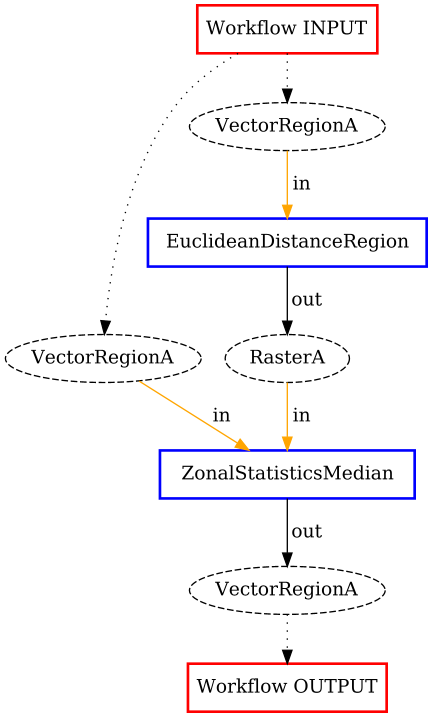 Workflow INPUT
VectorRegionA
in
EuclideanDistanceRegion
out
VectorRegionA
RasterA
in
in
ZonalStatisticsMedian
out
VectorRegionA
Workflow OUTPUT